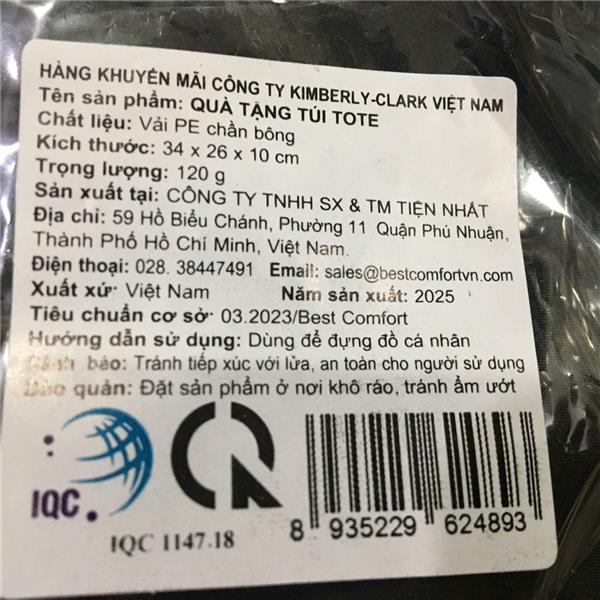 HÀNG KHUYẾN MÃI CÔNG TY KIMBERLY-CLARK VIỆT NAM
Tên sản phẩm: QUÀ TẶNG TÚI TOTE
Chất liệu: Vải PE chần bông
Kích thước: 34 x 26 x 10 cm
Trọng lượng: 120 g
Sản xuất tại: CÔNG TY TNHH SX & TM TIỆN NHẤT
Địa chỉ: 59 Hồ Biểu Chánh, Phường 11 Quận Phú Nhuận,
Thành Phố Hồ Chí Minh, Việt Nam.
Điện thoại: 028. 38447491 Email: sales@bestcomfortvn.com
Xuất xứ: Việt Nam Năm sản xuất: 2025
Tiêu chuẩn cơ sở: 03.2023/Best Comfort
Hướng dẫn sử dụng: Dùng để đựng đồ cá nhân
Cảnh báo: Tránh tiếp xúc với lửa, an toàn cho người sử dụng
Bảo quản: Đặt sản phẩm ở nơi khô ráo, tránh ẩm ướt
IQC
IQC 1147.18
8 935229 624893